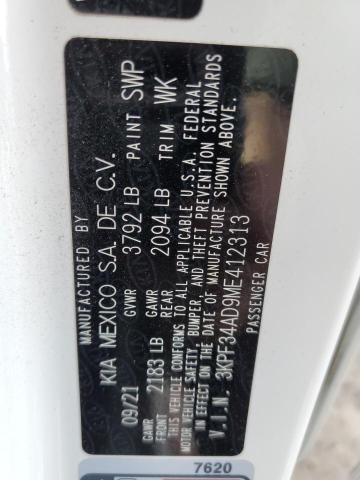 MANUFACTURED BY
KIA MEXICO S.A. DE C.V.
09/21 GVWR 3792 LB PAINT SWP
GAWR FRONT 2183 LB GAWR REAR 2094 LB TRIM WK
THIS VEHICLE CONFORMS TO ALL APPLICABLE U.S.A. FEDERAL
MOTOR VEHICLE SAFETY, BUMPER AND THEFT PREVENTION STANDARDS
IN EFFECT ON THE DATE OF MANUFACTURE SHOWN ABOVE.
V.I.N. 3KPF34AD9ME412313
PASSENGER CAR
7620